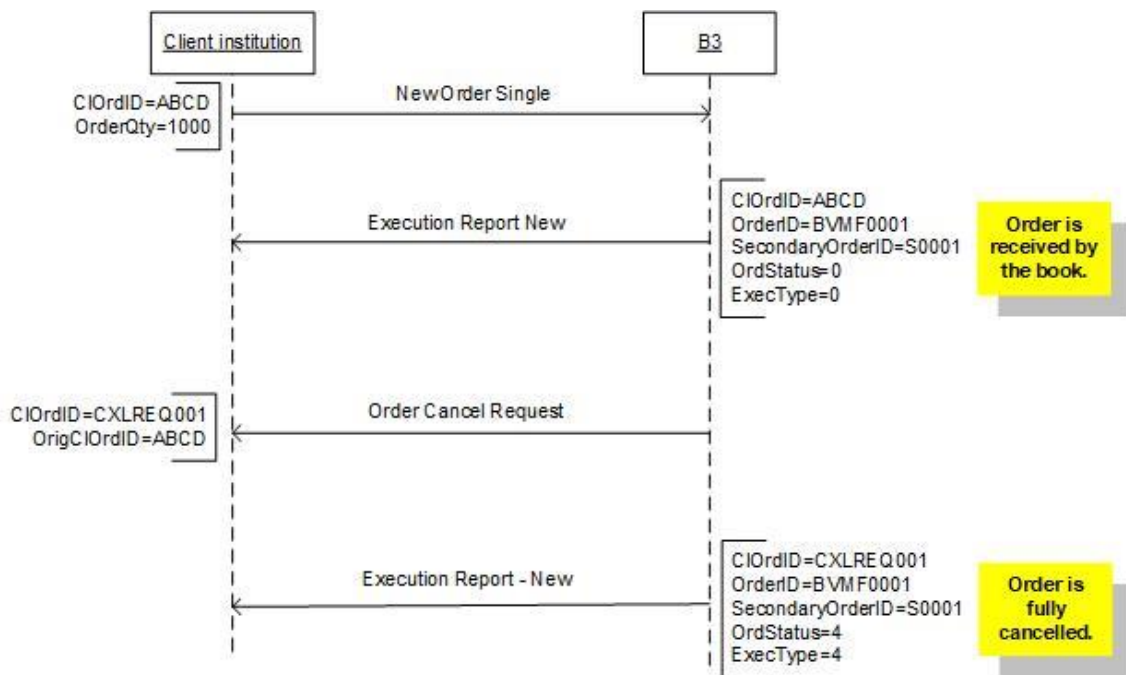 Client institution
B3
ClOrdID=ABCD
OrderQty=1000
New Order Single
Execution Report New
ClOrdID=ABCD
OrderID=BVMF0001
SecondaryOrderID=S0001
OrdStatus=0
ExecType=0
Order is
received by
the book.
ClOrdID=CXLREQ001
OrigClOrdID=ABCD
Order Cancel Request
Execution Report - New
ClOrdID=CXLREQ001
OrderID=BVMF0001
SecondaryOrderID=S0001
OrdStatus=4
ExecType=4
Order is
fully
cancelled.